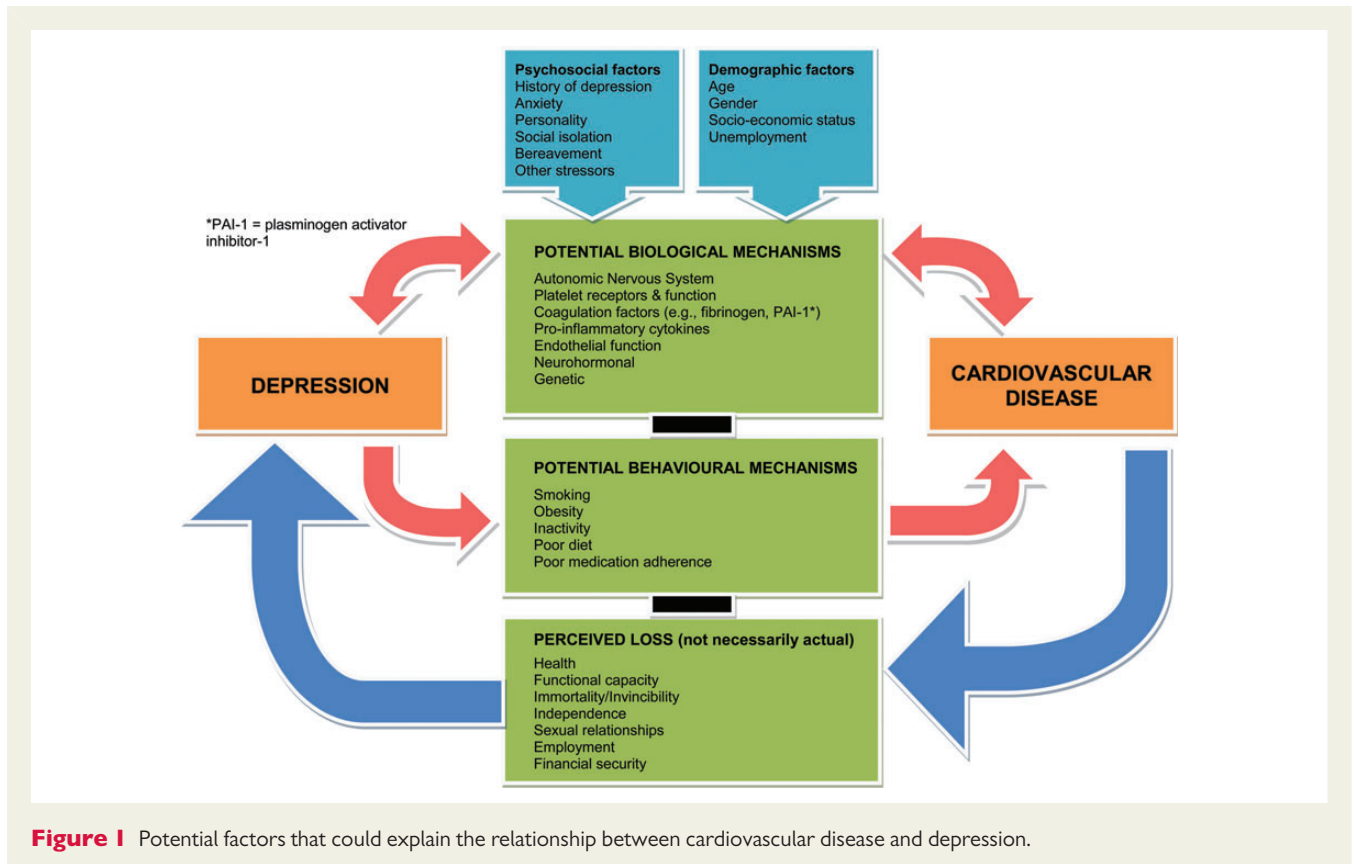 Psychosocial factors
History of depression
Anxiety
Personality
Social isolation
Bereavement
Other stressors
Demographic factors
Age
Gender
Socio-economic status
Unemployment
*PAI-1 = plasminogen activator
inhibitor-1
POTENTIAL BIOLOGICAL MECHANISMS
Autonomic Nervous System
Platelet receptors & function
Coagulation factors (e.g., fibrinogen, PAI-1*)
Pro-inflammatory cytokines
Endothelial function
Neurohormonal
Genetic
DEPRESSION
CARDIOVASCULAR
DISEASE
POTENTIAL BEHAVIOURAL MECHANISMS
Smoking
Obesity
Inactivity
Poor diet
Poor medication adherence
PERCEIVED LOSS (not necessarily actual)
Health
Functional capacity
Immortality/Invincibility
Independence
Sexual relationships
Employment
Financial security
Figure 1 Potential factors that could explain the relationship between cardiovascular disease and depression.